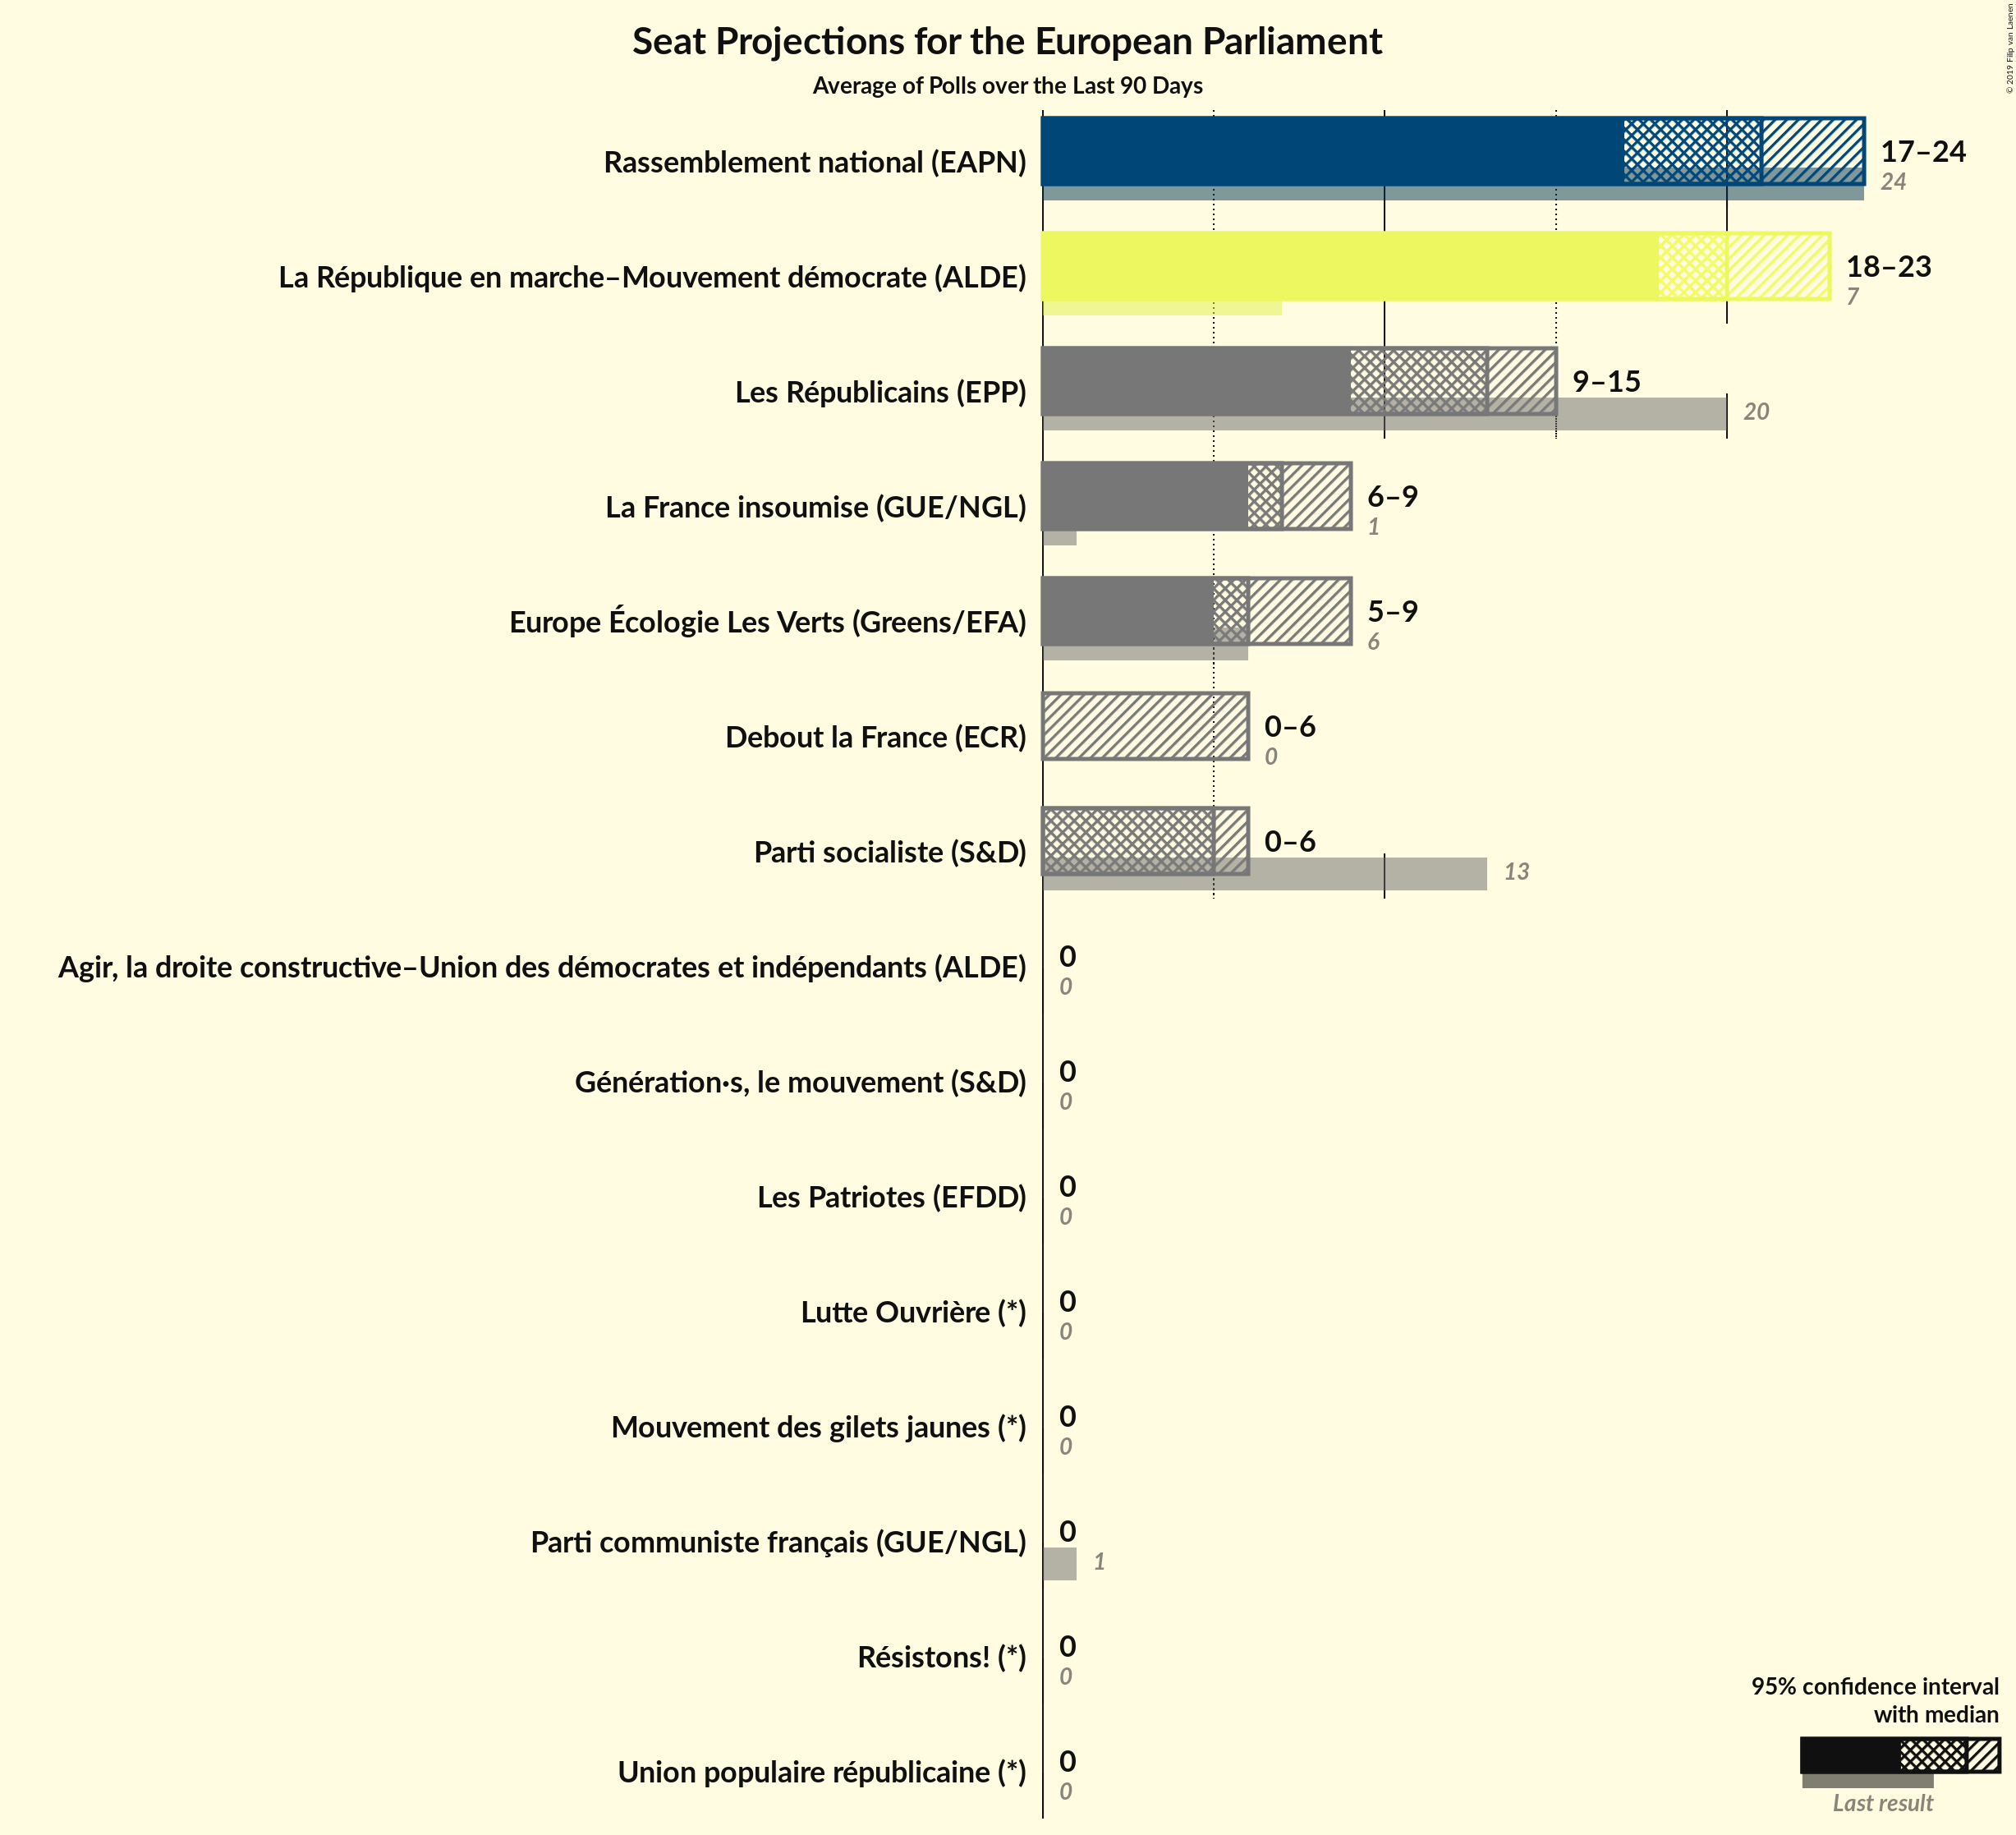 Seat Projections for the European Parliament
Average of Polls over the Last 90 Days
© 2019 Filip van Laenen
Rassemblement national (EAPN)
17–24
24
La République en marche–Mouvement démocrate (ALDE)
18–23
7
Les Républicains (EPP)
9–15
20
La France insoumise (GUE/NGL)
6–9
1
Europe Écologie Les Verts (Greens/EFA)
5–9
6
Debout la France (ECR)
0–6
0
Parti socialiste (S&D)
0–6
13
Agir, la droite constructive–Union des démocrates et indépendants (ALDE)
0
0
Génération·s, le mouvement (S&D)
0
0
Les Patriotes (EFDD)
0
0
Lutte Ouvrière (*)
0
0
Mouvement des gilets jaunes (*)
0
0
Parti communiste français (GUE/NGL)
0
1
Résistons! (*)
0
0
Union populaire républicaine (*)
0
0
95% confidence interval
with median
Last result